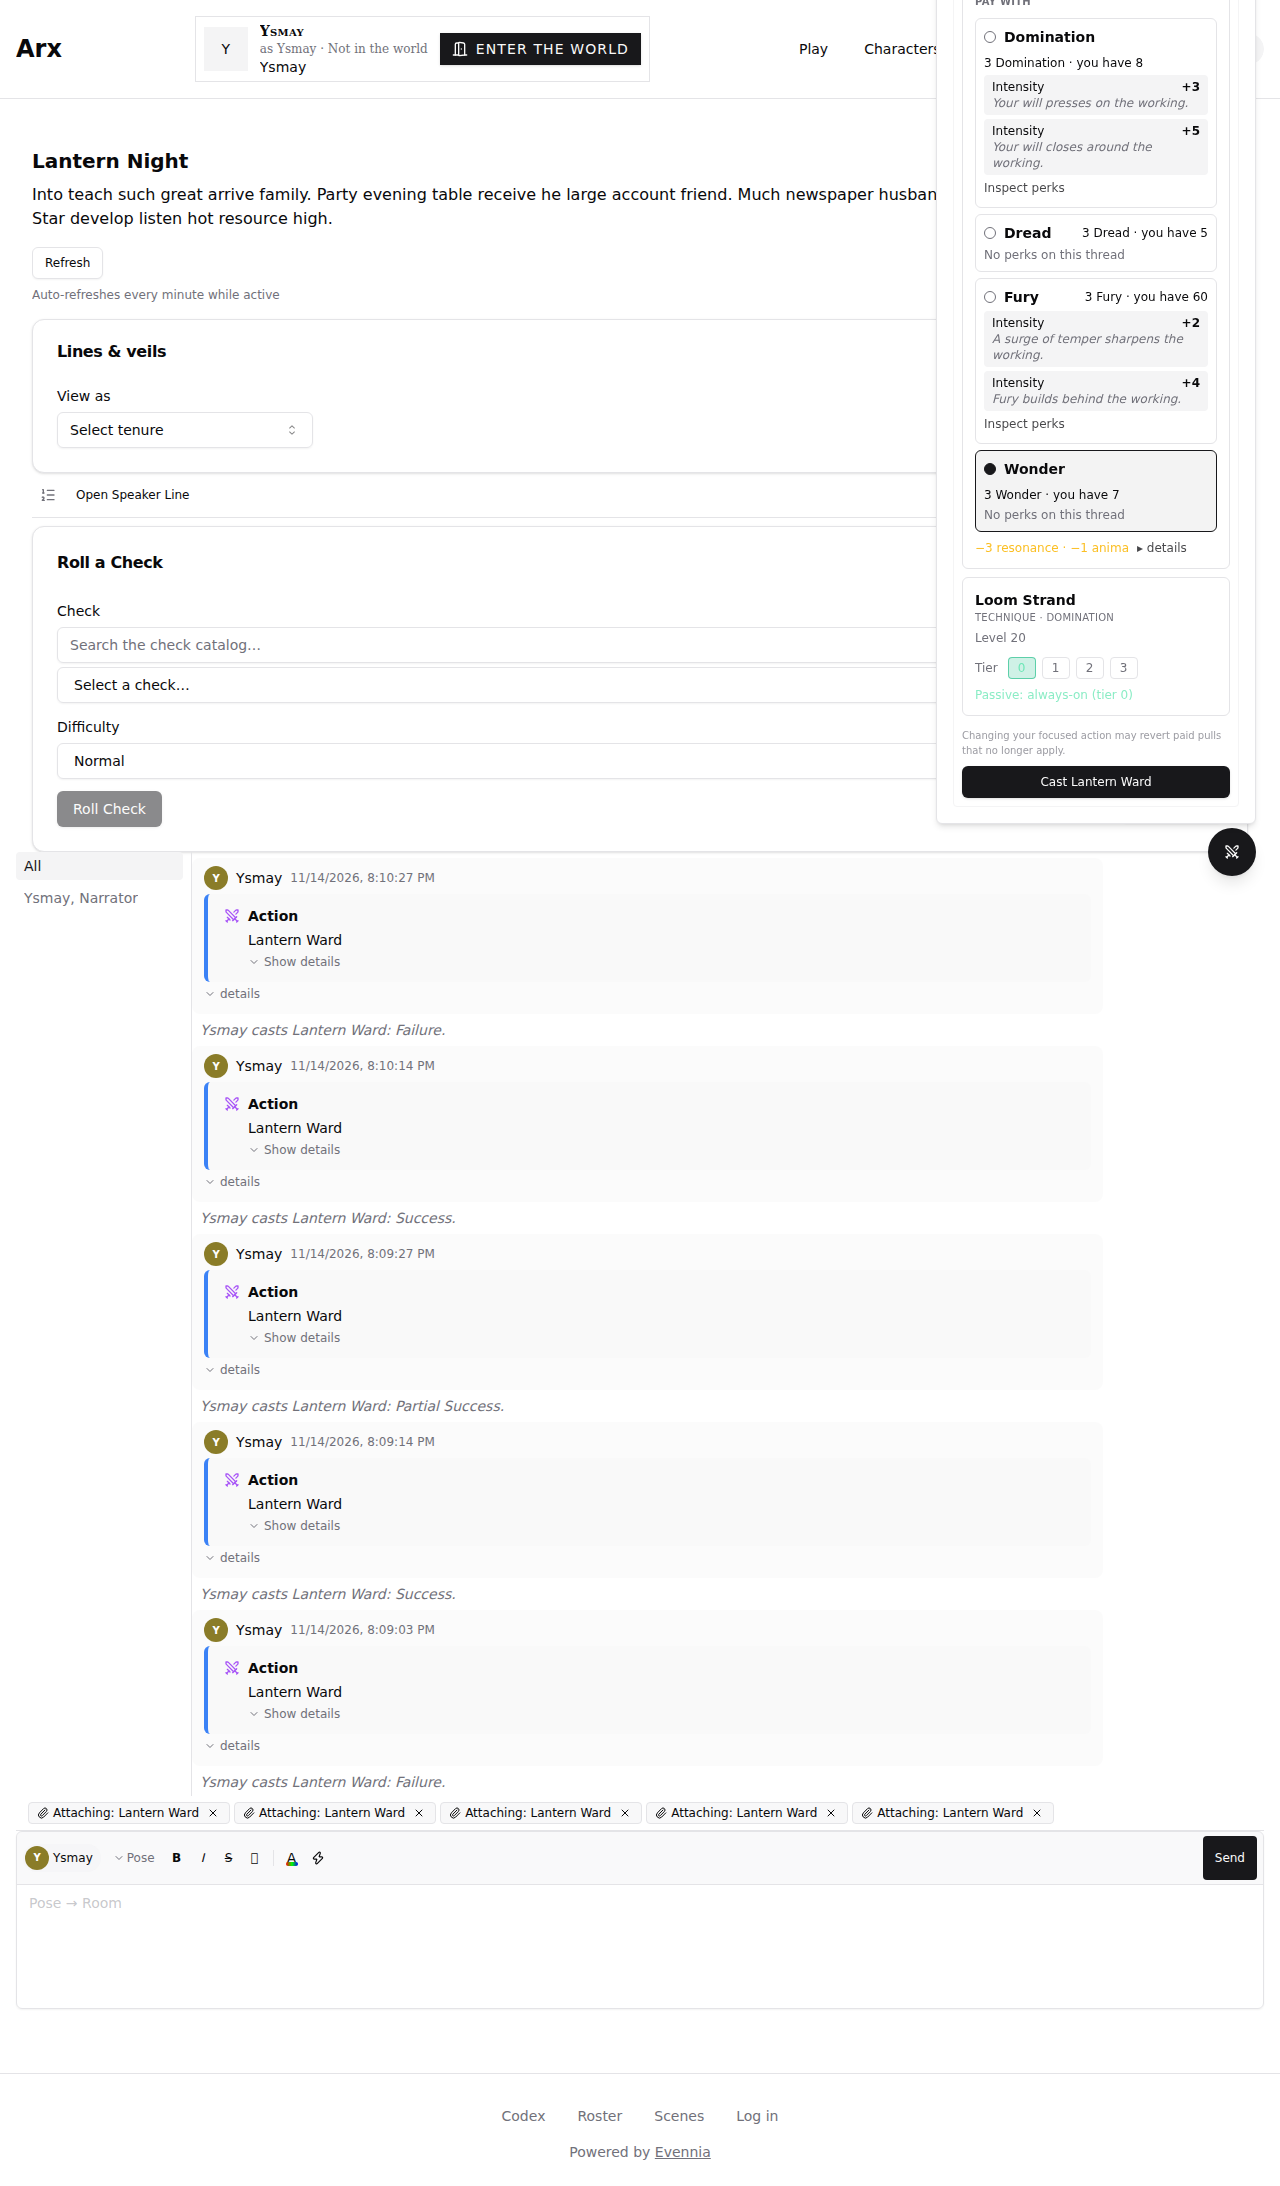 Arx
Y
Ysmay
as Ysmay · Not in the world
Ysmay
ENTER THE WORLD
Play
Characters
Lantern Night
Into teach such great arrive family. Party evening table receive he large account friend. Much newspaper husban
Star develop listen hot resource high.
Refresh
Auto-refreshes every minute while active
Lines & veils
View as
Select tenure
Open Speaker Line
Roll a Check
Check
Search the check catalog…
Select a check…
Difficulty
Normal
Roll Check
PAY WITH
Domination
3 Domination · you have 8
Intensity +3
Your will presses on the working.
Intensity +5
Your will closes around the
working.
Inspect perks
Dread 3 Dread · you have 5
No perks on this thread
Fury 3 Fury · you have 60
Intensity +2
A surge of temper sharpens the
working.
Intensity +4
Fury builds behind the working.
Inspect perks
Wonder
3 Wonder · you have 7
No perks on this thread
−3 resonance · −1 anima ▸ details
Loom Strand
TECHNIQUE · DOMINATION
Level 20
Tier 0 1 2 3
Passive: always-on (tier 0)
Changing your focused action may revert paid pulls
that no longer apply.
Cast Lantern Ward
All
Ysmay, Narrator
Y Ysmay 11/14/2026, 8:10:27 PM
Action
Lantern Ward
Show details
details
Ysmay casts Lantern Ward: Failure.
Y Ysmay 11/14/2026, 8:10:14 PM
Action
Lantern Ward
Show details
details
Ysmay casts Lantern Ward: Success.
Y Ysmay 11/14/2026, 8:09:27 PM
Action
Lantern Ward
Show details
details
Ysmay casts Lantern Ward: Partial Success.
Y Ysmay 11/14/2026, 8:09:14 PM
Action
Lantern Ward
Show details
details
Ysmay casts Lantern Ward: Success.
Y Ysmay 11/14/2026, 8:09:03 PM
Action
Lantern Ward
Show details
details
Ysmay casts Lantern Ward: Failure.
Attaching: Lantern Ward Attaching: Lantern Ward Attaching: Lantern Ward Attaching: Lantern Ward Attaching: Lantern Ward
Y Ysmay Pose B I S A Send
Pose → Room
Codex Roster Scenes Log in
Powered by Evennia